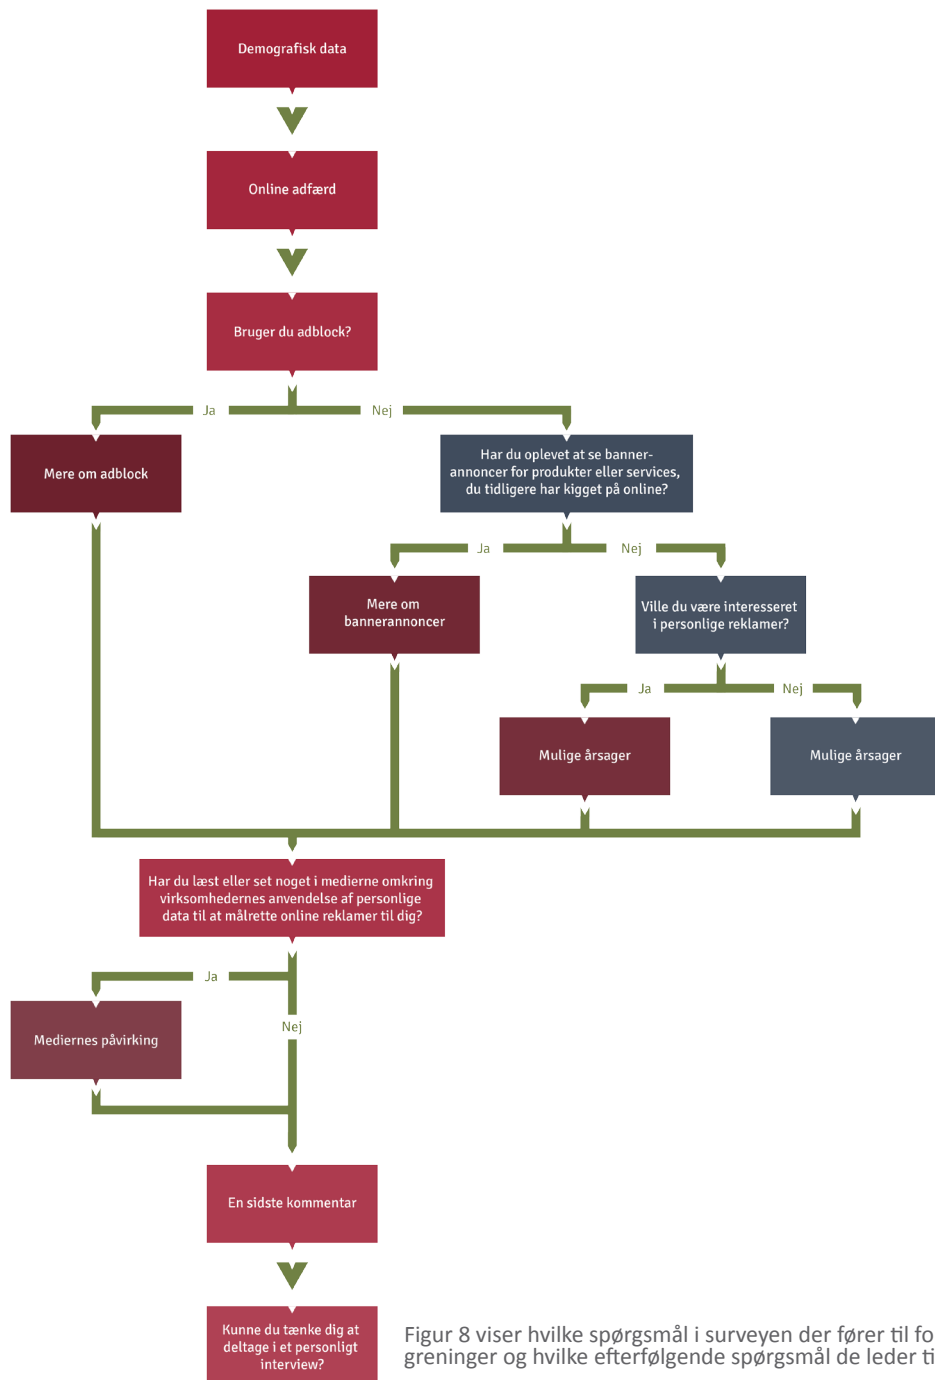 Demografisk data
Online adfærd
Bruger du adblock?
Ja
Nej
Mere om adblock
Har du oplevet at se banner-
annoncer for produkter eller services,
du tidligere har kigget på online?
Ja
Nej
Mere om
bannerannoncer
Ville du være interesseret
i personlige reklamer?
Ja
Nej
Mulige årsager
Mulige årsager
Har du læst eller set noget i medierne omkring
virksomhedernes anvendelse af personlige
data til at målrette online reklamer til dig?
Ja
Nej
Mediernes påvirking
En sidste kommentar
Kunne du tænke dig at
deltage i et personligt
interview?
Figur 8 viser hvilke spørgsmål i surveyen der fører til fo
greninger og hvilke efterfølgende spørgsmål de leder ti